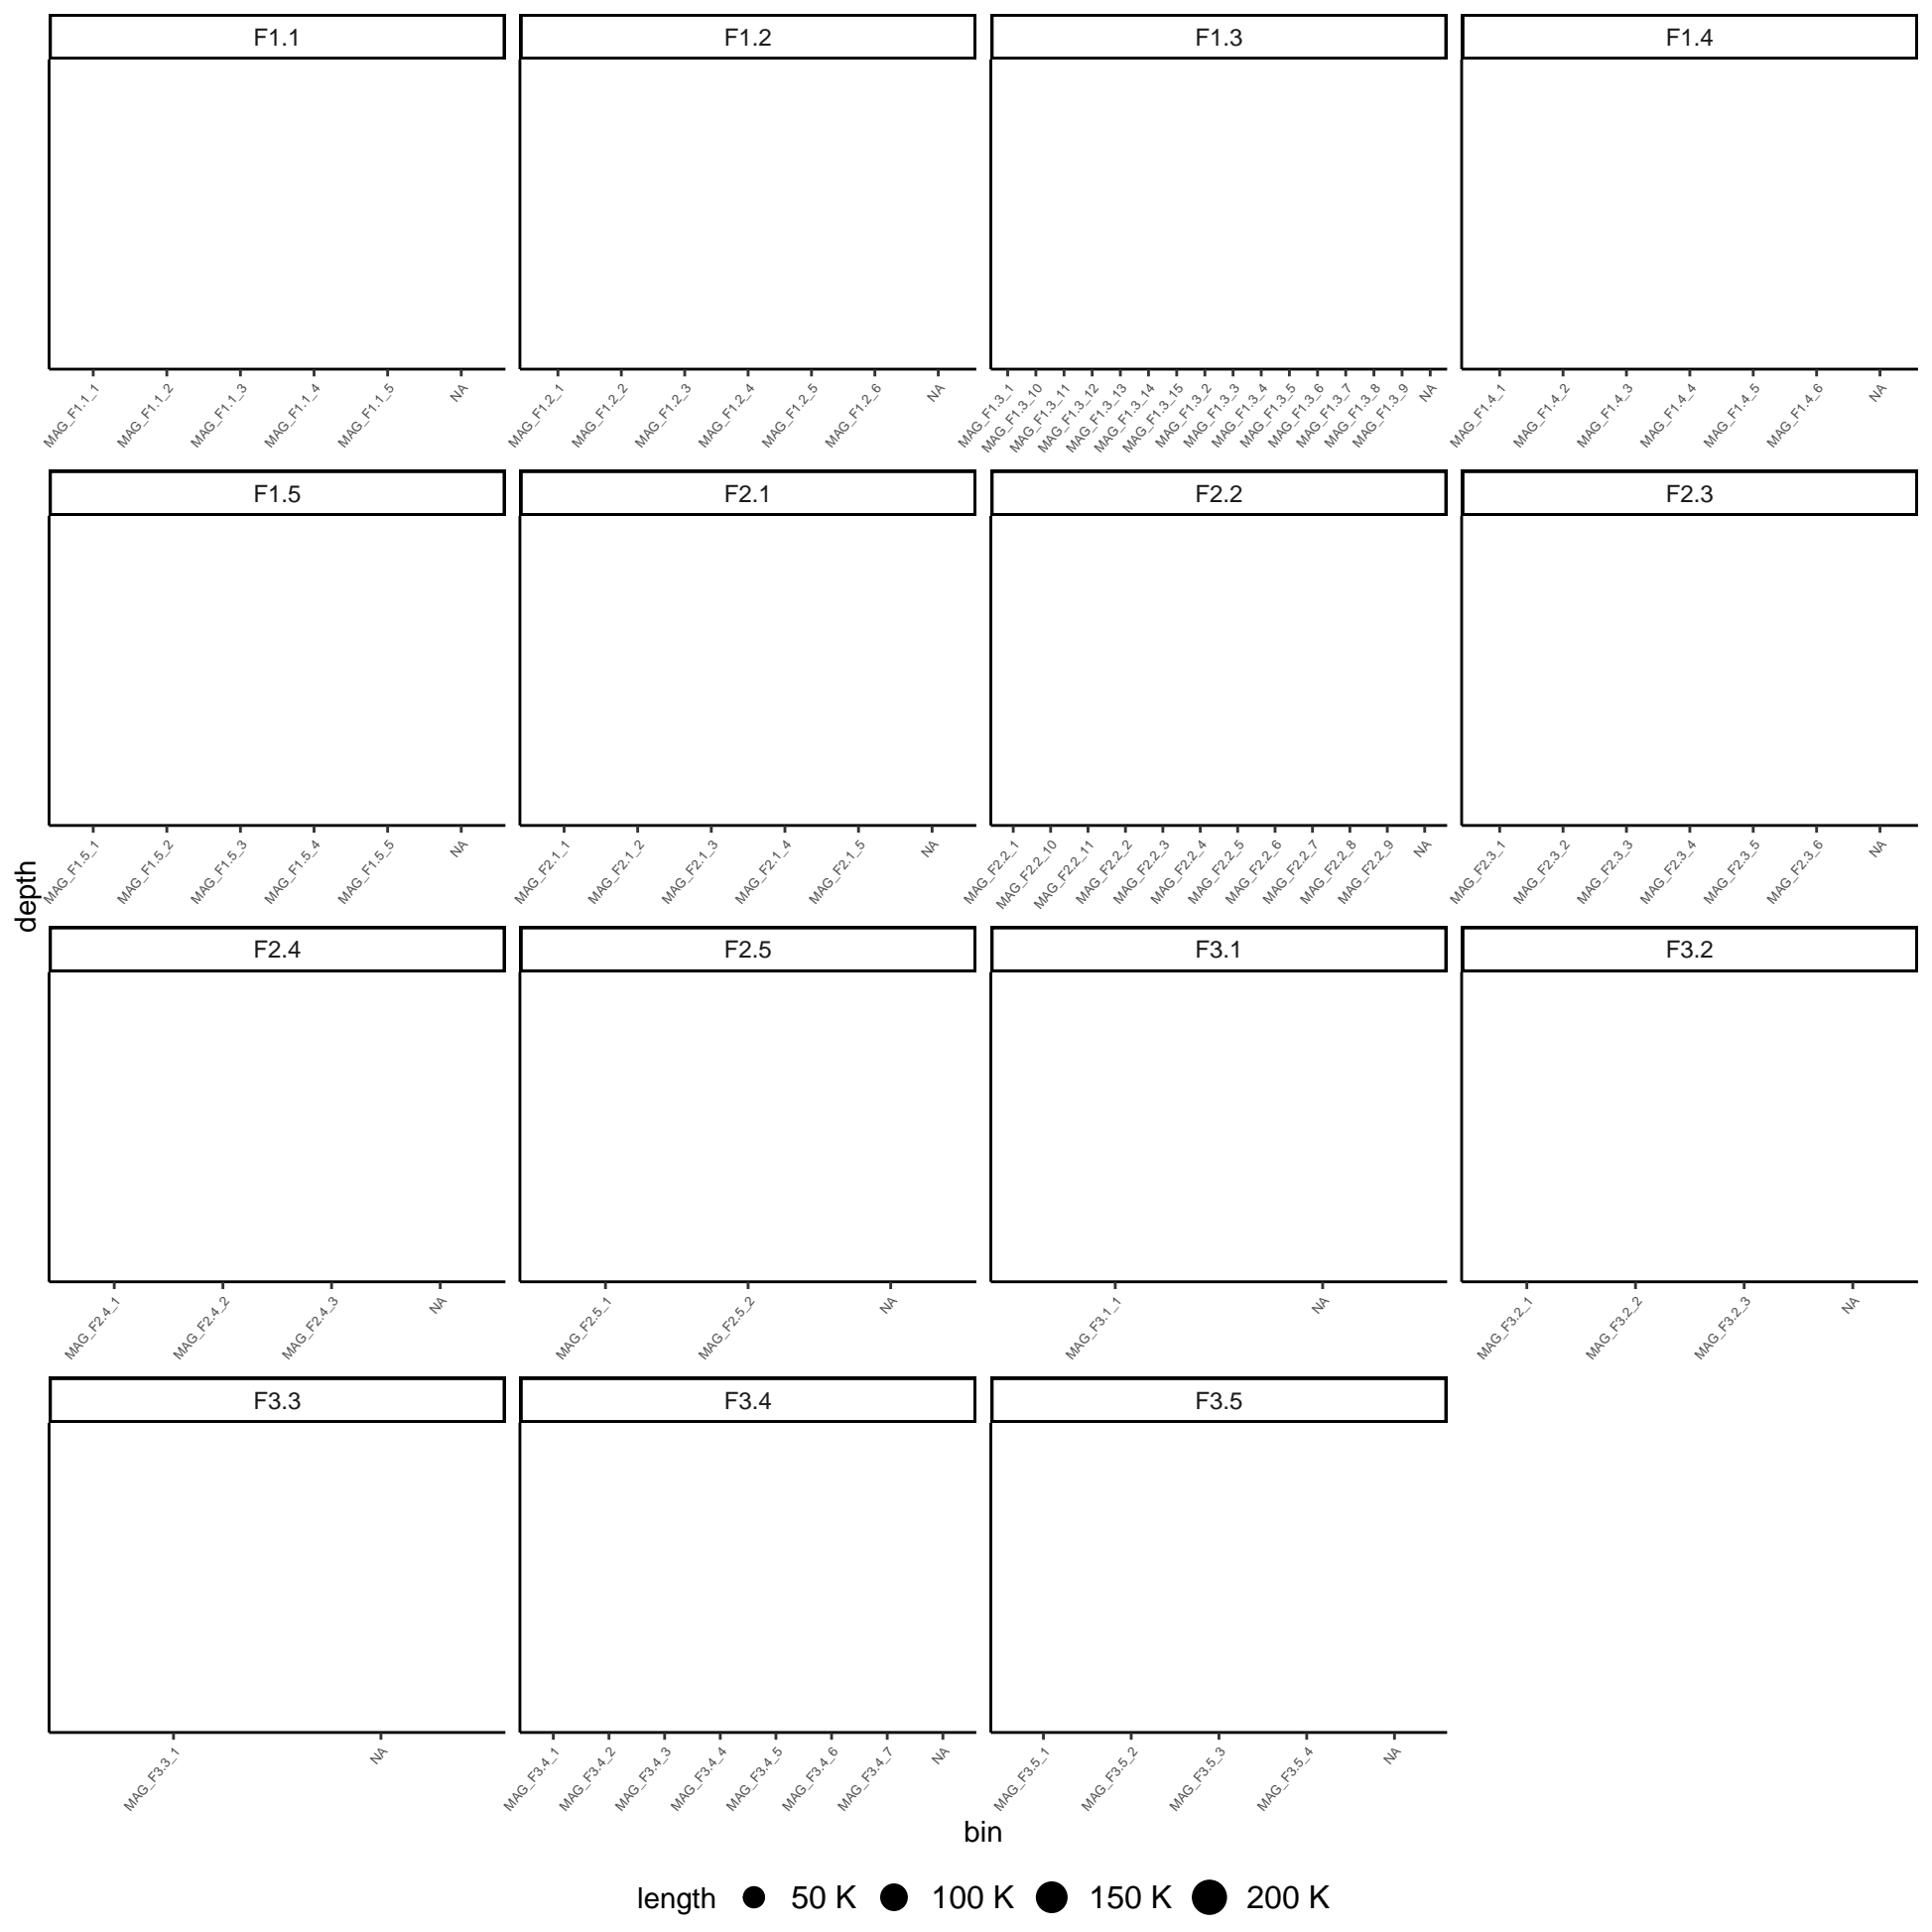 F1.1 F1.2 F1.3 F1.4
MAG_F1.1_1 MAG_F1.1_2 MAG_F1.1_3 MAG_F1.1_4 MAG_F1.1_5 NA MAG_F1.2_1 MAG_F1.2_2 MAG_F1.2_3 MAG_F1.2_4 MAG_F1.2_5 MAG_F1.2_6 NA MAG_F1.3_1 MAG_F1.3_10 MAG_F1.3_11 MAG_F1.3_12 MAG_F1.3_13 MAG_F1.3_14 MAG_F1.3_15 MAG_F1.3_2 MAG_F1.3_3 MAG_F1.3_4 MAG_F1.3_5 MAG_F1.3_6 MAG_F1.3_7 MAG_F1.3_8 MAG_F1.3_9 NA MAG_F1.4_1 MAG_F1.4_2 MAG_F1.4_3 MAG_F1.4_4 MAG_F1.4_5 MAG_F1.4_6 NA
F1.5 F2.1 F2.2 F2.3
MAG_F1.5_1 MAG_F1.5_2 MAG_F1.5_3 MAG_F1.5_4 MAG_F1.5_5 NA MAG_F2.1_1 MAG_F2.1_2 MAG_F2.1_3 MAG_F2.1_4 MAG_F2.1_5 NA MAG_F2.2_1 MAG_F2.2_10 MAG_F2.2_11 MAG_F2.2_2 MAG_F2.2_3 MAG_F2.2_4 MAG_F2.2_5 MAG_F2.2_6 MAG_F2.2_7 MAG_F2.2_8 MAG_F2.2_9 NA MAG_F2.3_1 MAG_F2.3_2 MAG_F2.3_3 MAG_F2.3_4 MAG_F2.3_5 MAG_F2.3_6 NA
depth
F2.4 F2.5 F3.1 F3.2
MAG_F2.4_1 MAG_F2.4_2 MAG_F2.4_3 NA MAG_F2.5_1 MAG_F2.5_2 NA MAG_F3.1_1 NA MAG_F3.2_1 MAG_F3.2_2 MAG_F3.2_3 NA
F3.3 F3.4 F3.5
MAG_F3.3_1 NA MAG_F3.4_1 MAG_F3.4_2 MAG_F3.4_3 MAG_F3.4_4 MAG_F3.4_5 MAG_F3.4_6 MAG_F3.4_7 NA MAG_F3.5_1 MAG_F3.5_2 MAG_F3.5_3 MAG_F3.5_4 NA
bin
length 50 K 100 K 150 K 200 K